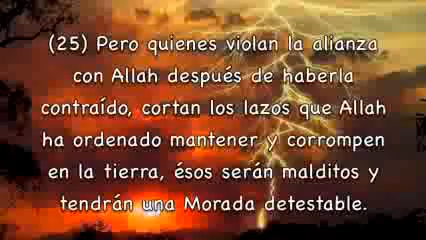 (25) Pero quienes violan la alianza
con Allah después de haberla
contraído, cortan los lazos que Allah
ha ordenado mantener y corrompen
en la tierra, ésos serán malditos y
tendrán una Morada detestable.